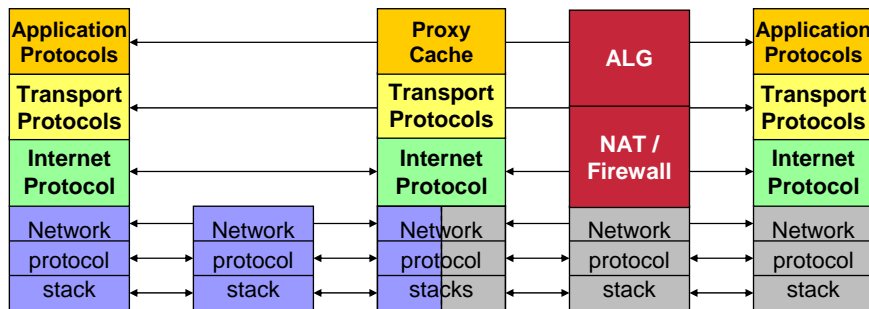 Application
Protocols
Transport
Protocols
Internet
Protocol
Network
protocol
stack
Network
protocol
stack
Proxy
Cache
Transport
Protocols
Internet
Protocol
Network
protocol
stacks
ALG
NAT /
Firewall
Network
protocol
stack
Application
Protocols
Transport
Protocols
Internet
Protocol
Network
protocol
stack